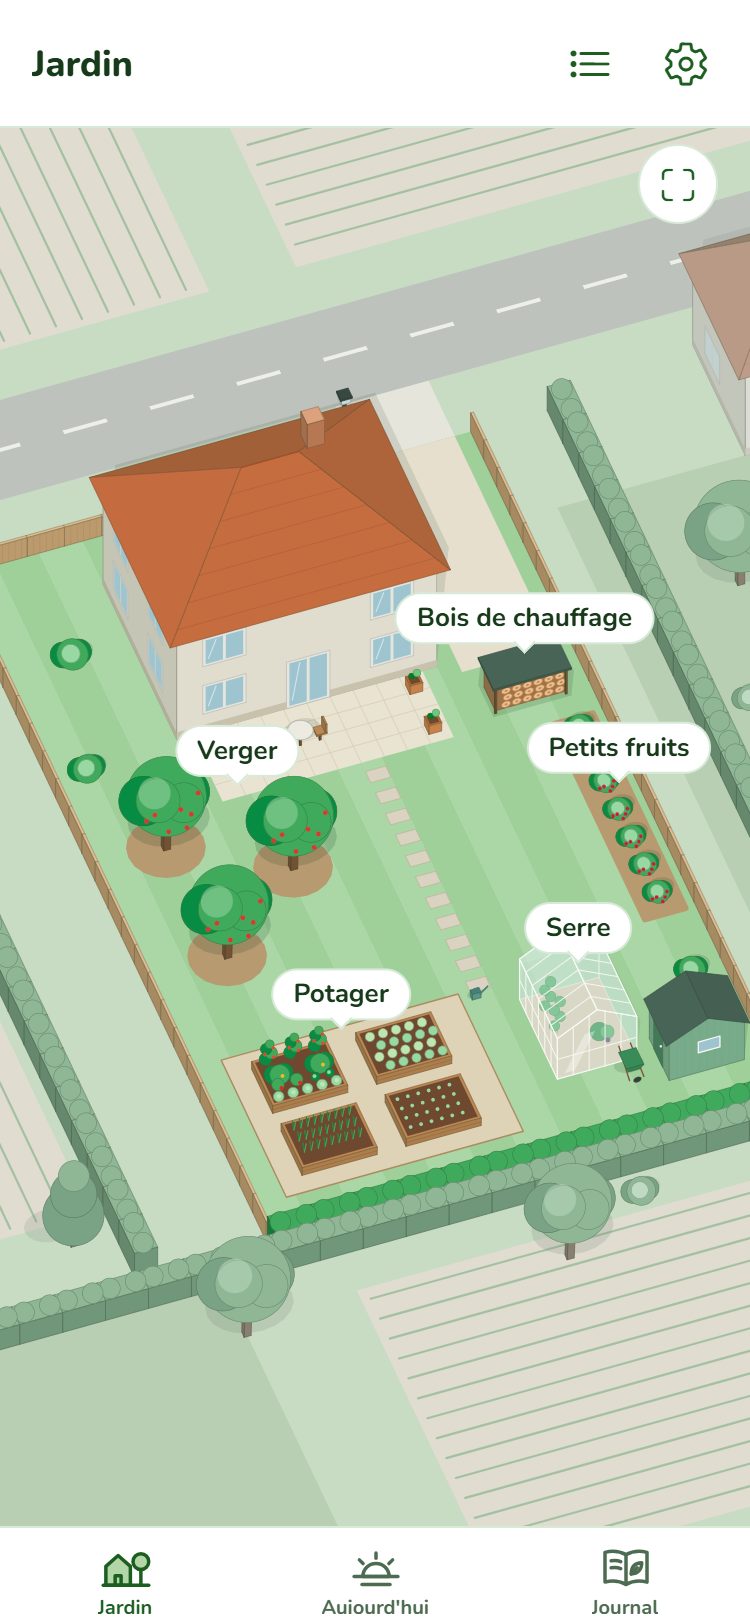 Jardin
Bois de chauffage
Petits fruits
Verger
Serre
Potager
Jardin
Aujourd'hui
Journal